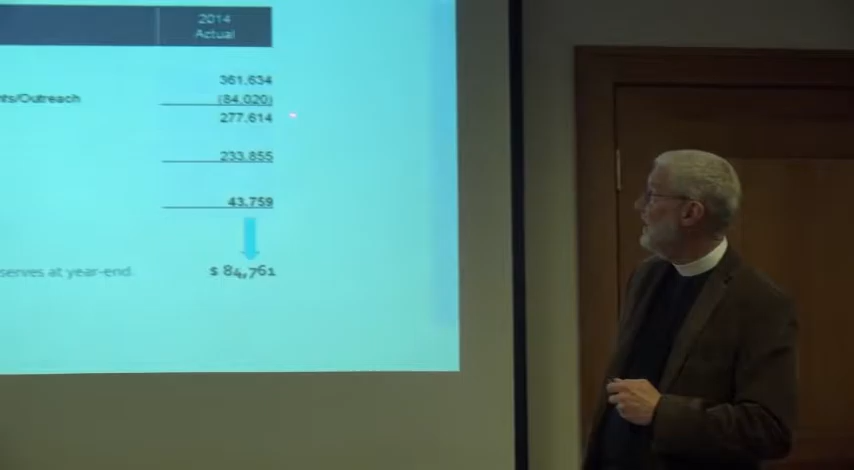 2014
Actual
361,634
nts/Outreach (84,020)
277,614
233,855
43,759
serves at year-end. $ 84,761